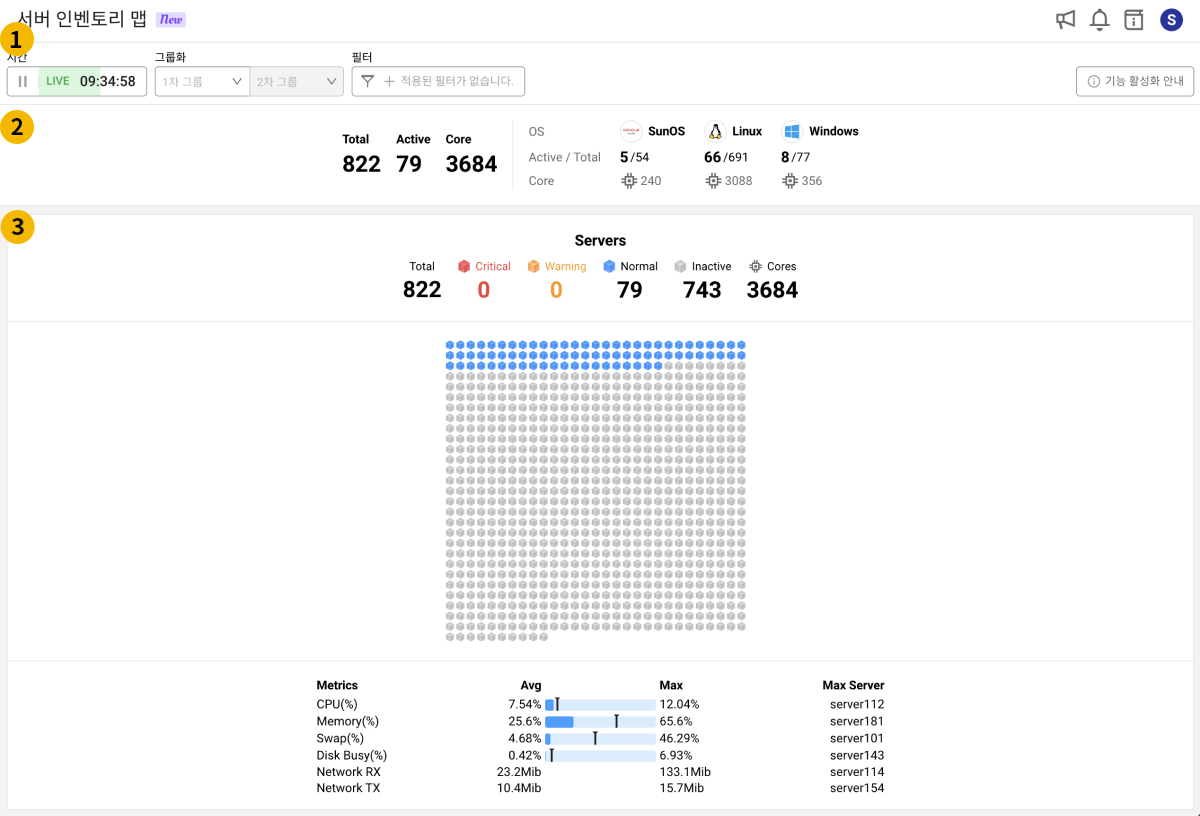 서버 인벤토리 맵 New
S
1
시간 그룹화 필터
LIVE 09:34:58 1차 그룹 2차 그룹 적용된 필터가 없습니다. 기능 활성화 안내
2
Total Active Core
822 79 3684
OS SunOS Linux Windows
Active / Total 5/54 66/691 8/77
Core 240 3088 356
3
Servers
Total Critical Warning Normal Inactive Cores
822 0 0 79 743 3684
Metrics Avg Max Max Server
CPU(%) 7.54% 12.04% server112
Memory(%) 25.6% 65.6% server181
Swap(%) 4.68% 46.29% server101
Disk Busy(%) 0.42% 6.93% server143
Network RX 23.2Mib 133.1Mib server114
Network TX 10.4Mib 15.7Mib server154